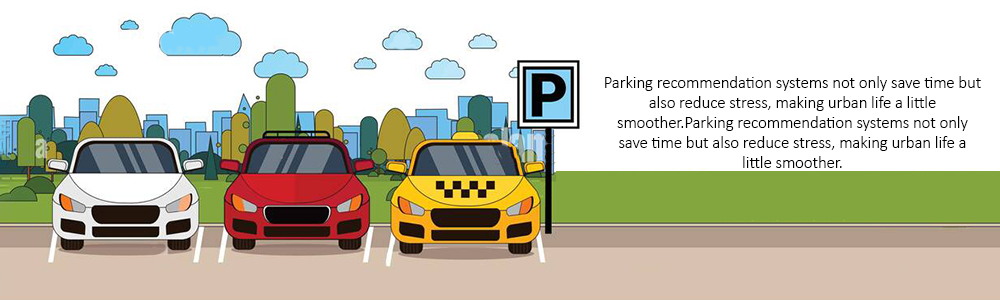 P
Parking recommendation systems not only save time but
also reduce stress, making urban life a little
smoother.Parking recommendation systems not only
save time but also reduce stress, making urban life a
little smoother.